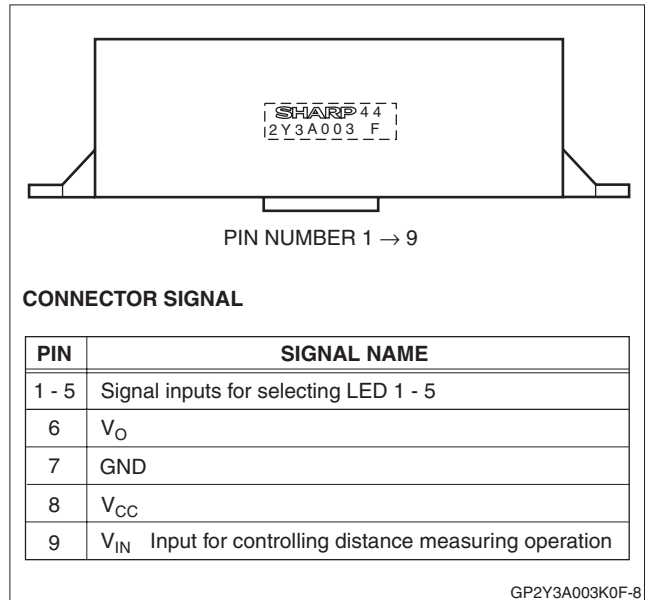 SHARP 44
2Y3A003 F
PIN NUMBER 1 → 9
CONNECTOR SIGNAL
PIN SIGNAL NAME
1 - 5 Signal inputs for selecting LED 1 - 5
6 VO
7 GND
8 VCC
9 VIN Input for controlling distance measuring operation
GP2Y3A003K0F-8